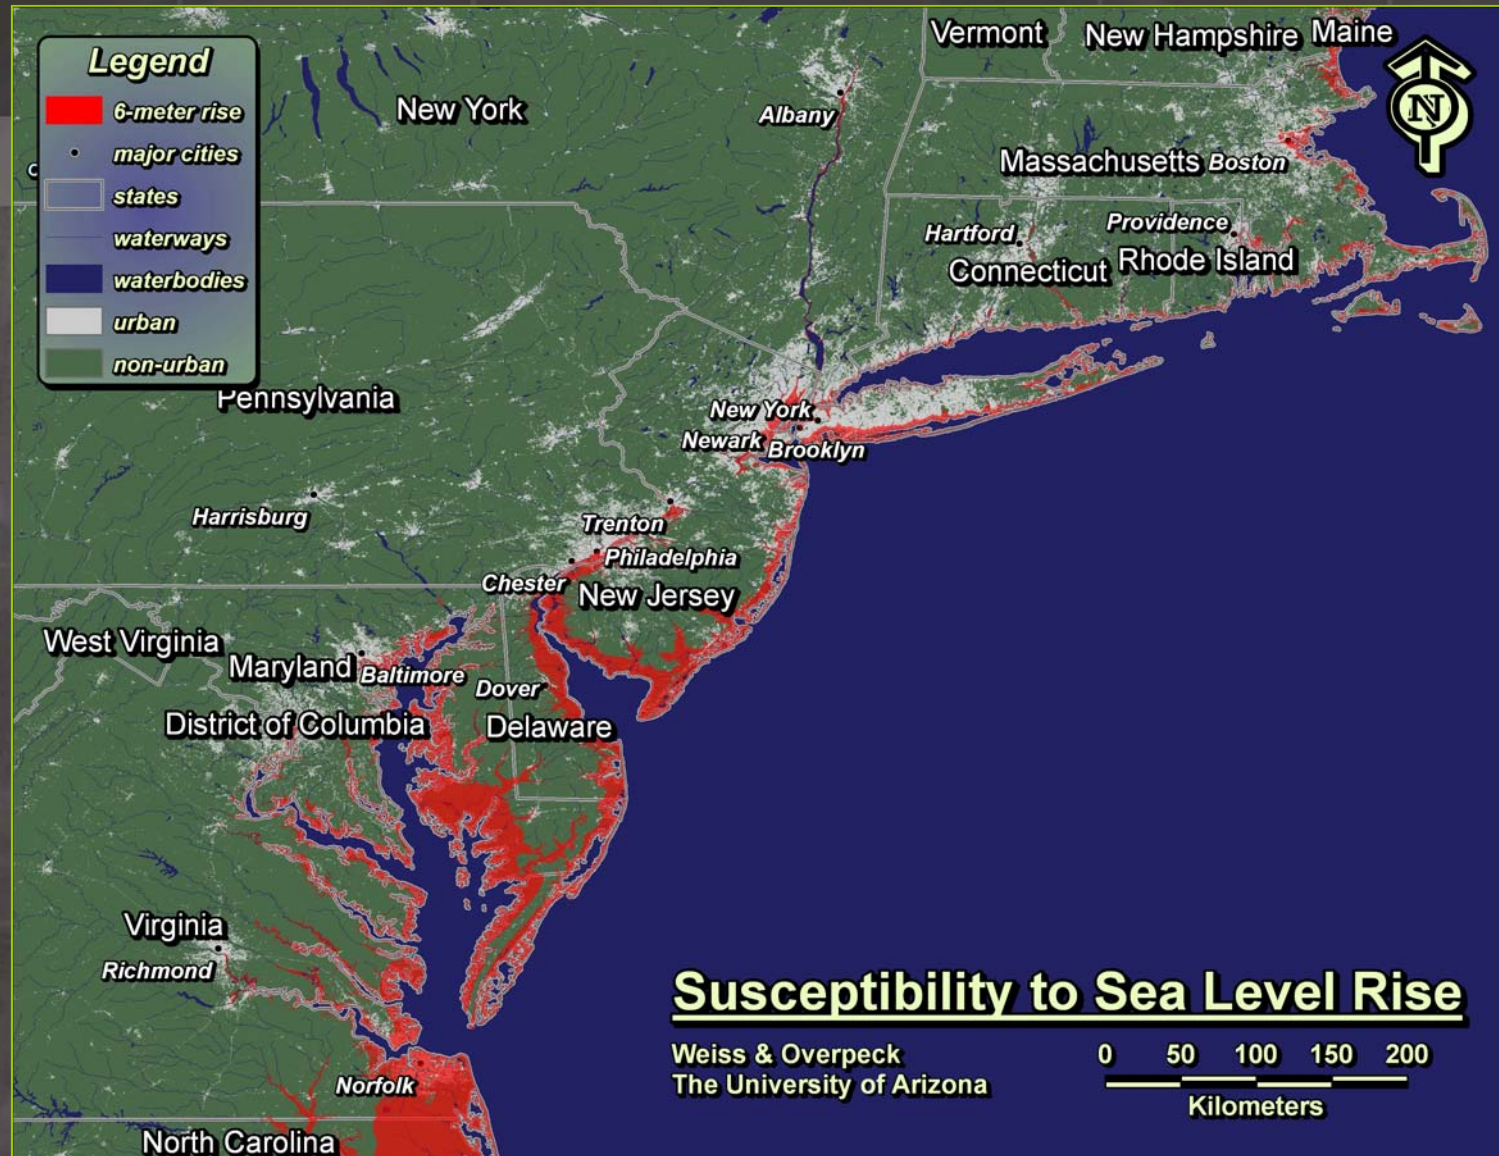 Legend
6-meter rise
major cities
states
waterways
waterbodies
urban
non-urban
Vermont
New Hampshire
Maine
N
New York
Albany
Massachusetts
Boston
Hartford
Providence
Connecticut
Rhode Island
Pennsylvania
New York
Newark
Brooklyn
Harrisburg
Trenton
Philadelphia
Chester
New Jersey
West Virginia
Maryland
Baltimore
Dover
District of Columbia
Delaware
Virginia
Richmond
Norfolk
North Carolina
Susceptibility to Sea Level Rise
Weiss & Overpeck
The University of Arizona
0 50 100 150 200
Kilometers